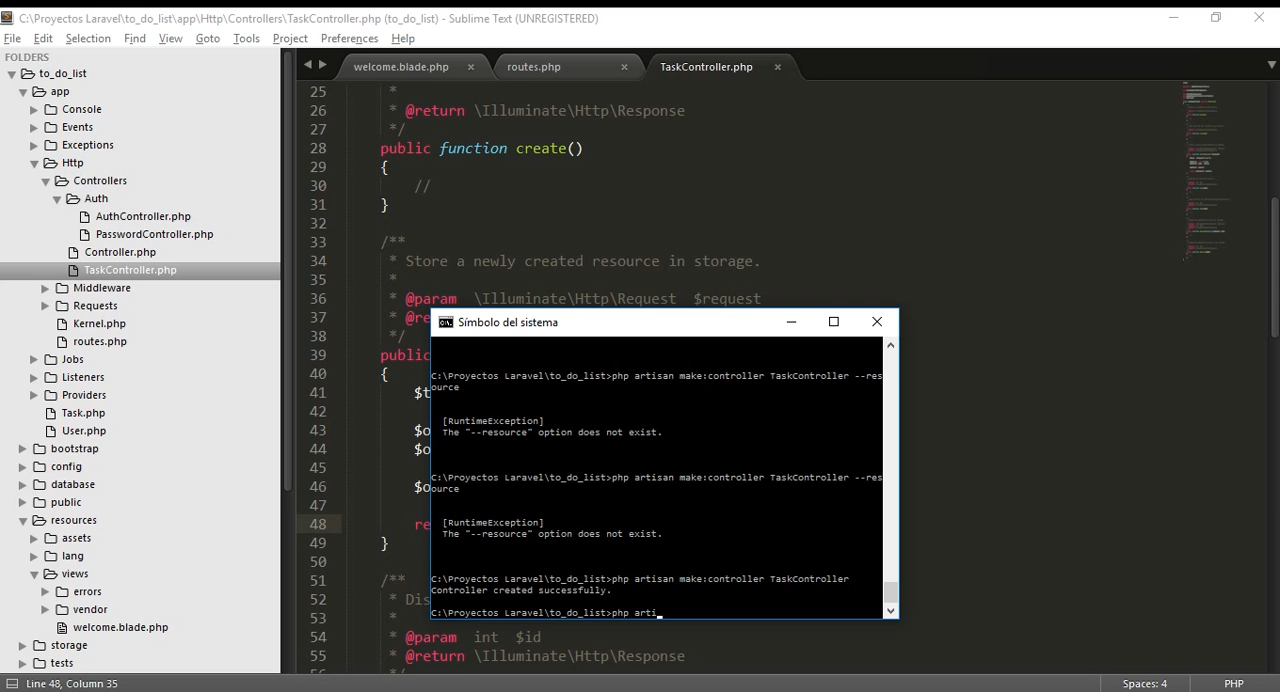 C:\Proyectos Laravel\to_do_list\app\Http\Controllers\TaskController.php (to_do_list) - Sublime Text (UNREGISTERED)
File Edit Selection Find View Goto Tools Project Preferences Help
FOLDERS
to_do_list
app
Console
Events
Exceptions
Http
Controllers
Auth
AuthController.php
PasswordController.php
Controller.php
TaskController.php
Middleware
Requests
Kernel.php
routes.php
Jobs
Listeners
Providers
Task.php
User.php
bootstrap
config
database
public
resources
assets
lang
views
errors
vendor
welcome.blade.php
storage
tests
welcome.blade.php × routes.php × TaskController.php ×
25 *
26 * @return \Illuminate\Http\Response
27 */
28 public function create()
29 {
30 //
31 }
32
33 /**
34 * Store a newly created resource in storage.
35 *
36 * @param \Illuminate\Http\Request $request
37 * @re
38 */
39 public
40 {
41 $t
42
43 $o
44 $o
45
46 $o
47
48 re
49 }
50
51 /**
52 * Dis
53 *
54 * @param int $id
55 * @return \Illuminate\Http\Response
Símbolo del sistema
C:\Proyectos Laravel\to_do_list>php artisan make:controller TaskController --res
ource
[RuntimeException]
The "--resource" option does not exist.
C:\Proyectos Laravel\to_do_list>php artisan make:controller TaskController --res
ource
[RuntimeException]
The "--resource" option does not exist.
C:\Proyectos Laravel\to_do_list>php artisan make:controller TaskController
Controller created successfully.
C:\Proyectos Laravel\to_do_list>php arti_
Line 48, Column 35 Spaces: 4 PHP